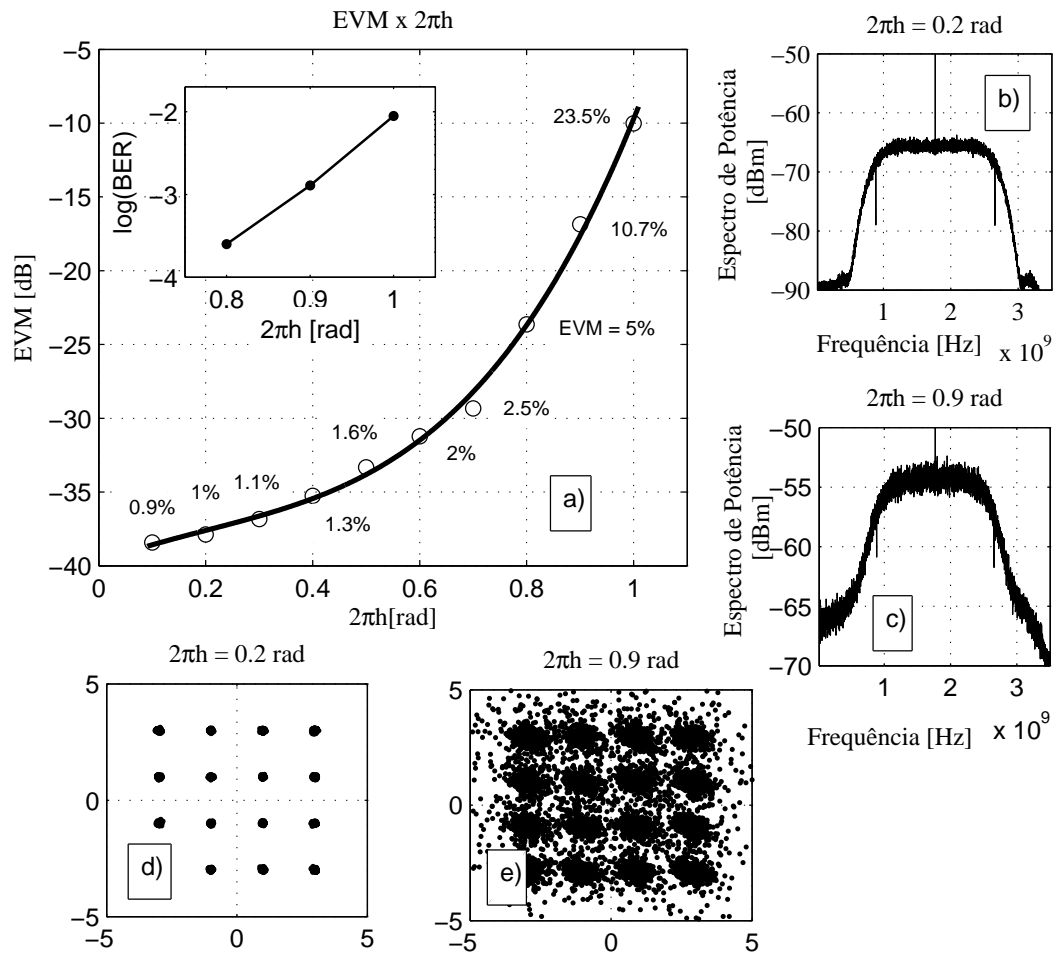 EVM x 2πh
−5
−10
−15
−20
−25
−30
−35
−40
EVM [dB]
0
0.2
0.4
0.6
0.8
1
2πh[rad]
0.9%
1%
1.1%
1.3%
1.6%
2%
2.5%
EVM = 5%
10.7%
23.5%
a)
−2
−3
−4
log(BER)
0.8
0.9
1
2πh [rad]
2πh = 0.2 rad
−50
−60
−70
−80
−90
Espectro de Potência
[dBm]
b)
1
2
3
Frequência [Hz]
x 10^9
2πh = 0.9 rad
−50
−55
−60
−65
−70
Espectro de Potência
[dBm]
c)
1
2
3
Frequência [Hz]
x 10^9
2πh = 0.2 rad
5
0
−5
d)
−5
0
5
2πh = 0.9 rad
5
0
−5
e)
−5
0
5